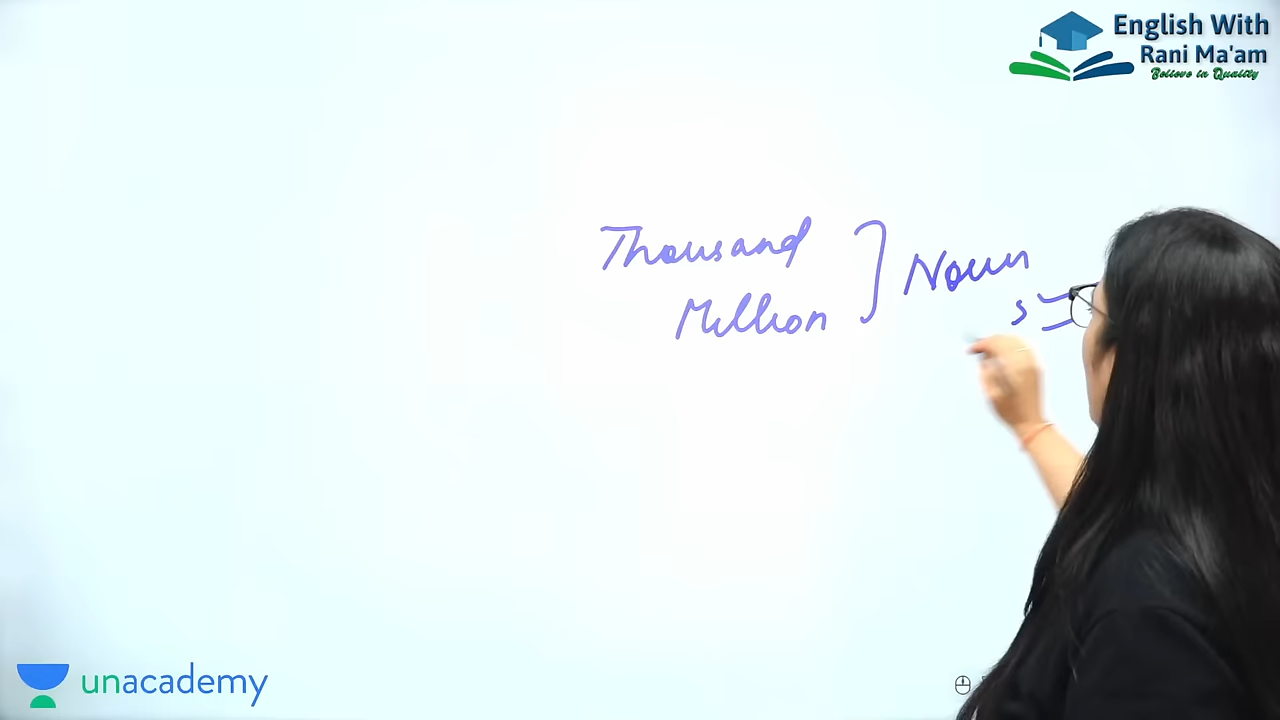 English With
Rani Ma'am
Believe in Quality
Thousand
Million
} Noun
s
unacademy